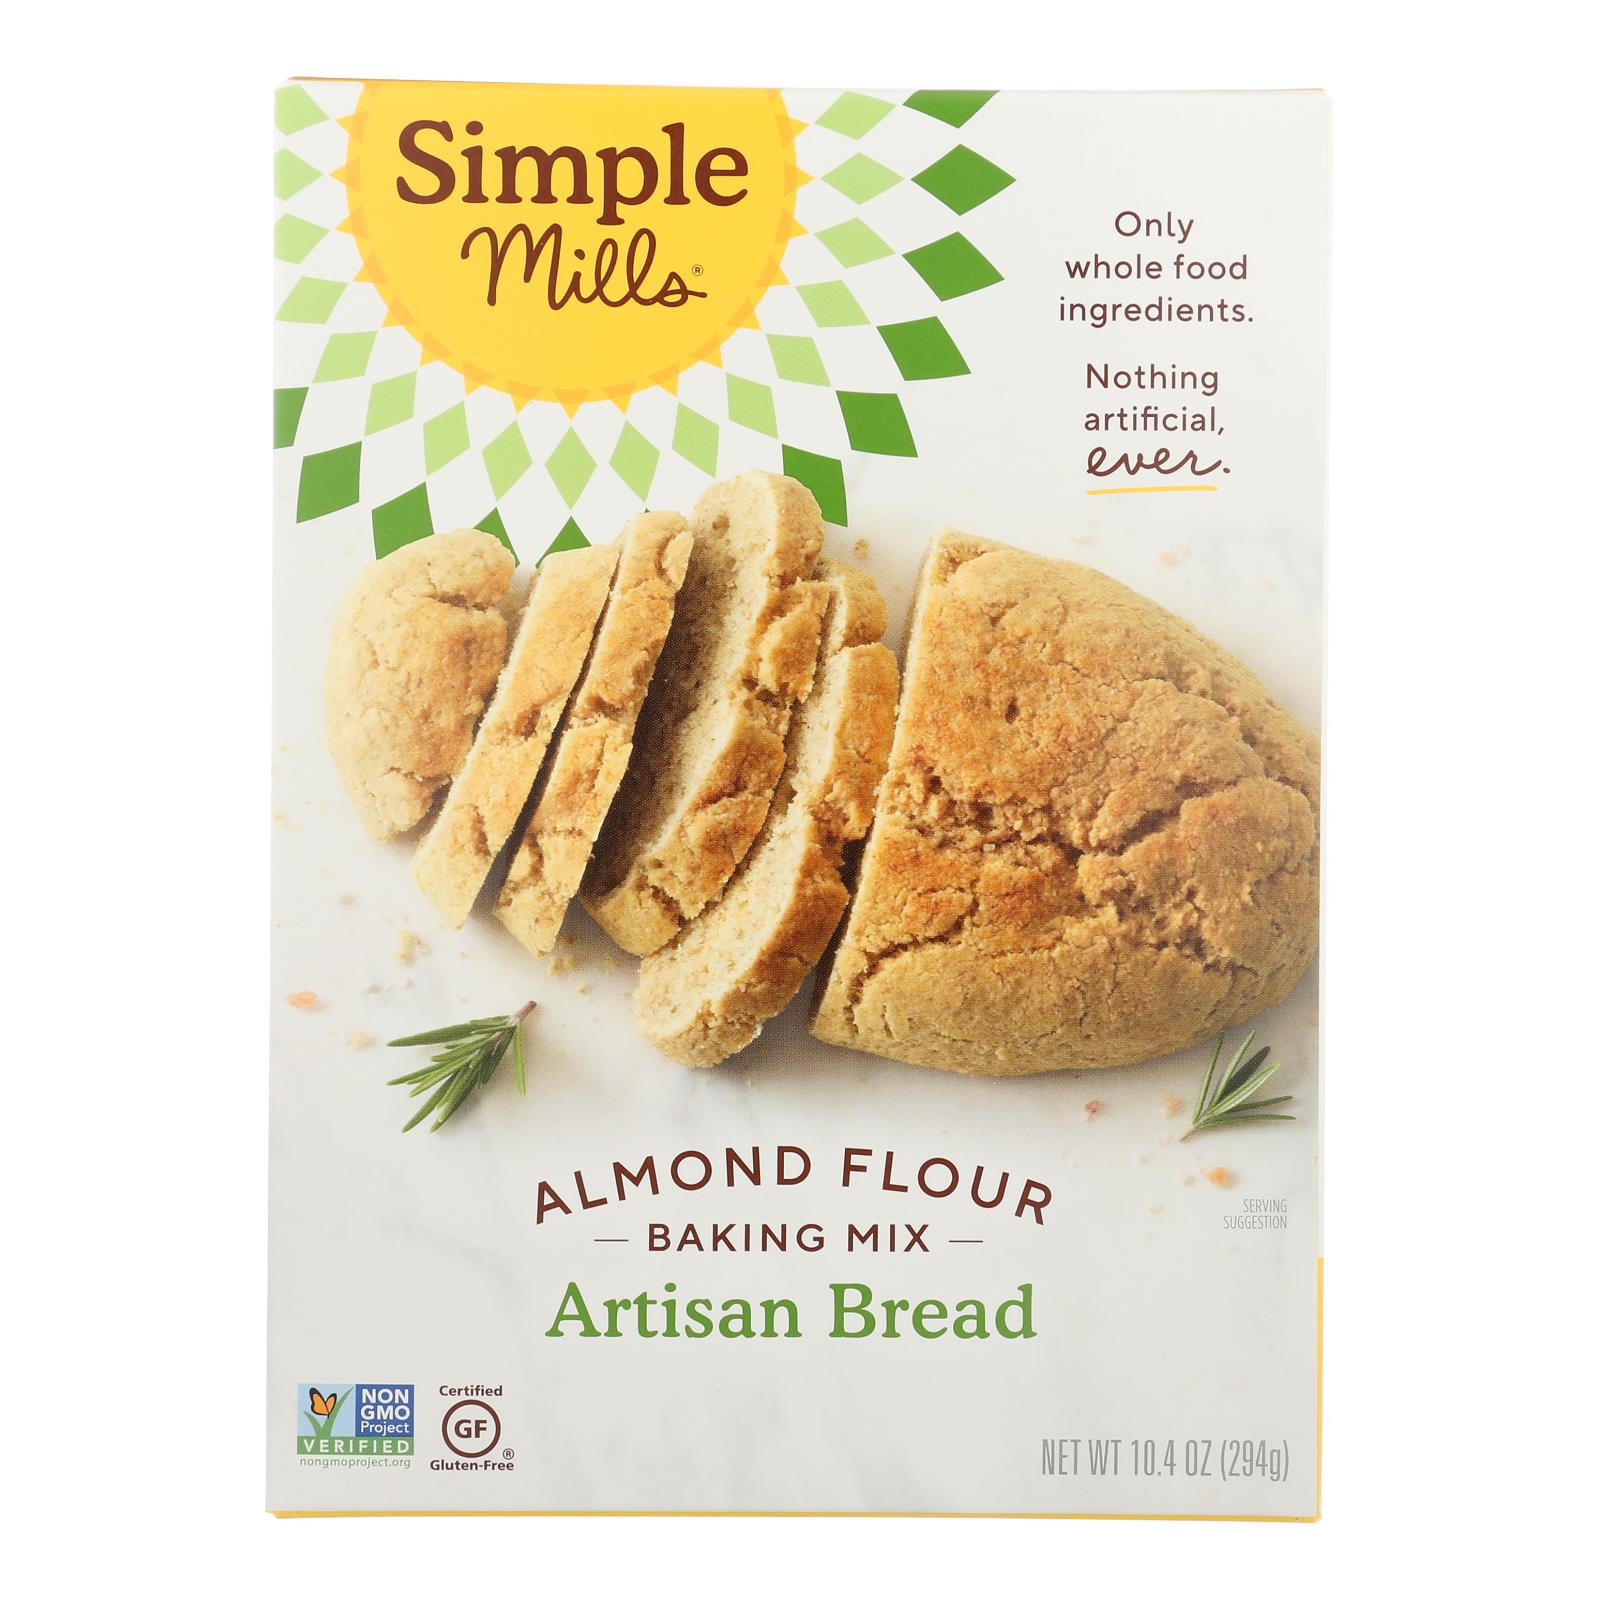 Simple
Mills®
Only
whole food
ingredients.
Nothing
artificial,
ever.
ALMOND FLOUR
— BAKING MIX —
Artisan Bread
SERVING
SUGGESTION
NON
GMO
Project
VERIFIED
nongmoproject.org
Certified
GF
®
Gluten-Free
NET WT 10.4 OZ (294g)